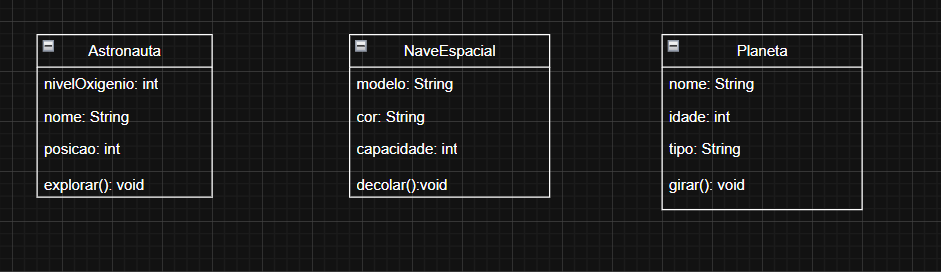 Astronauta
nivelOxigenio: int
nome: String
posicao: int
explorar(): void
NaveEspacial
modelo: String
cor: String
capacidade: int
decolar():void
Planeta
nome: String
idade: int
tipo: String
girar(): void